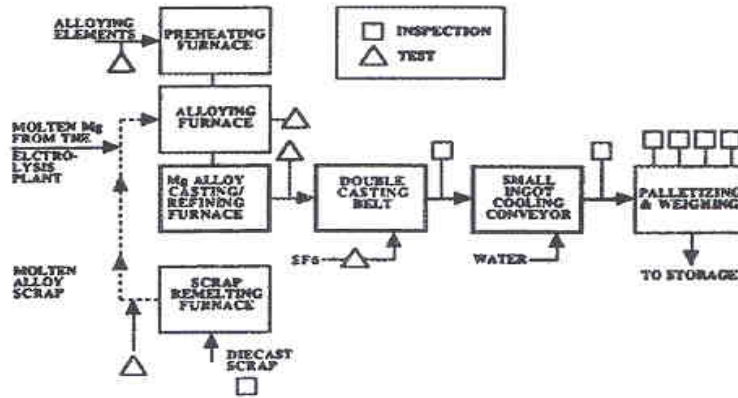 ALLOYING
ELEMENTS
PREHEATING
FURNACE
INSPECTION
TEST
ALLOYING
FURNACE
MOLTEN Mg
FROM THE
ELCTRO-
LYSIS
PLANT
Mg ALLOY
CASTING/
REFINING
FURNACE
DOUBLE
CASTING
BELT
SMALL
INGOT
COOLING
CONVEYOR
PALLETIZING
& WEIGHING
SF6
WATER
TO STORAGE
MOLTEN
ALLOY
SCRAP
SCRAP
REMELTING
FURNACE
DIECAST
SCRAP